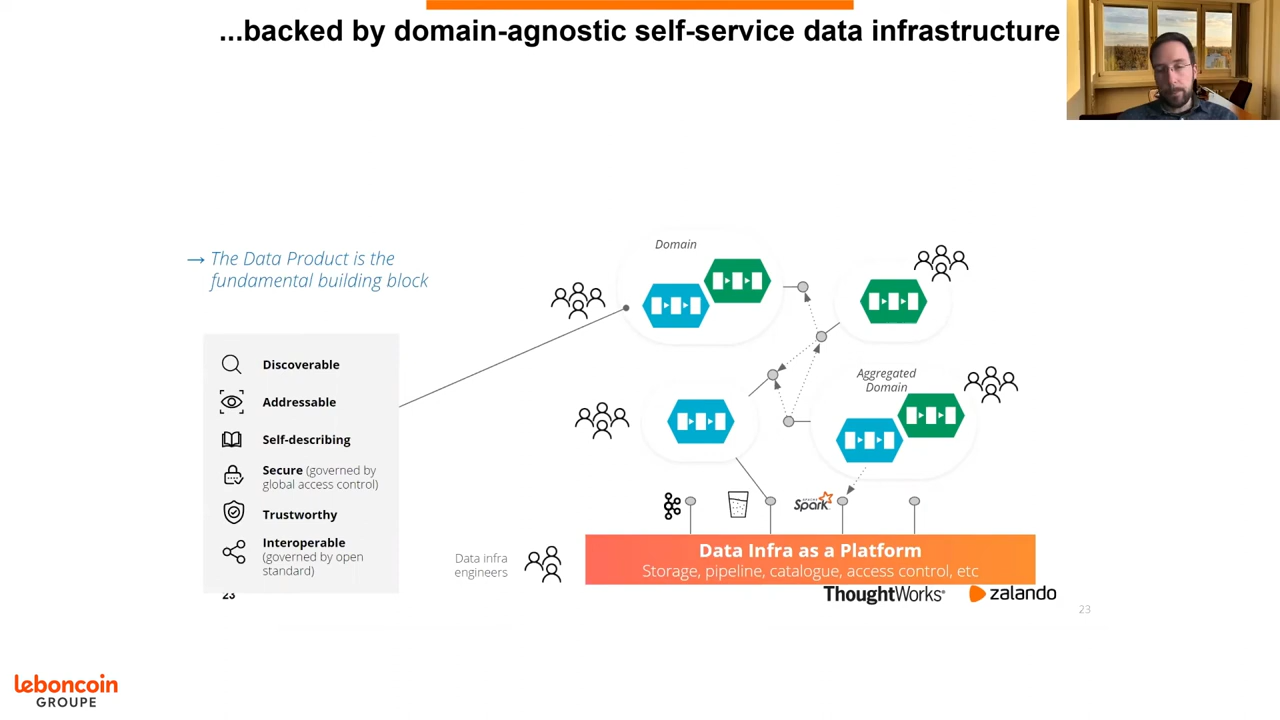 ...backed by domain-agnostic self-service data infrastructure
→ The Data Product is the
fundamental building block
Discoverable
Addressable
Self-describing
Secure (governed by
global access control)
Trustworthy
Interoperable
(governed by open
standard)
23
Domain
Aggregated
Domain
APACHE
Spark
Data infra
engineers
Data Infra as a Platform
Storage, pipeline, catalogue, access control, etc
ThoughtWorks®
zalando
23
leboncoin
GROUPE